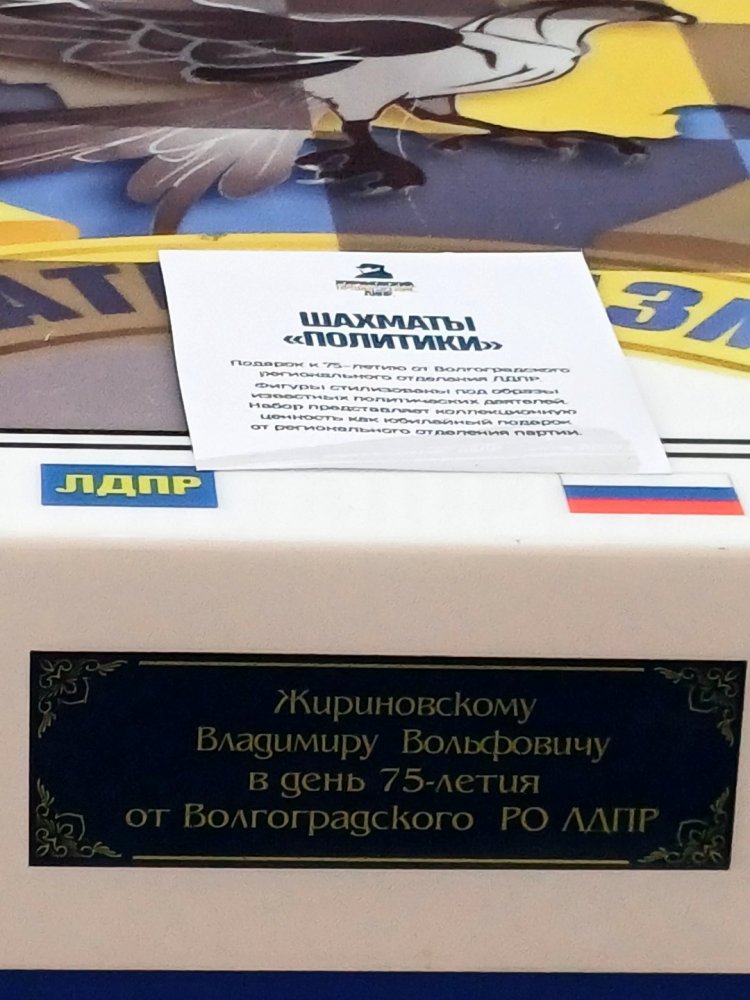 ШАХМАТЫ
«ПОЛИТИКИ»
Подарок к 75-летию от Волгоградского
регионального отделения ЛДПР.
Фигуры стилизованы под образы
известных политических деятелей.
Набор представляет коллекционную
ценность как юбилейный подарок
от регионального отделения партии.
ЛДПР
Жириновскому
Владимиру Вольфовичу
в день 75-летия
от Волгоградского РО ЛДПР